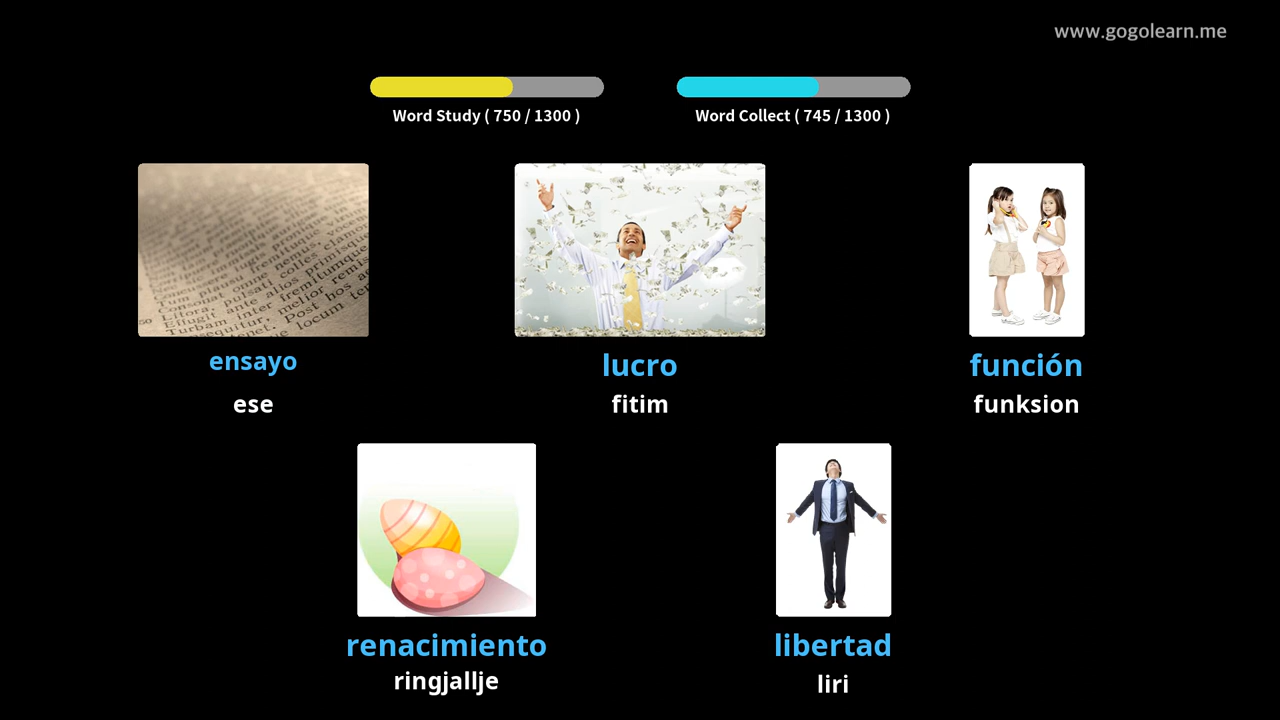 www.gogolearn.me
Word Study ( 750 / 1300 )
Word Collect ( 745 / 1300 )
ensayo
lucro
función
ese
fitim
funksion
renacimiento
libertad
ringjallje
liri